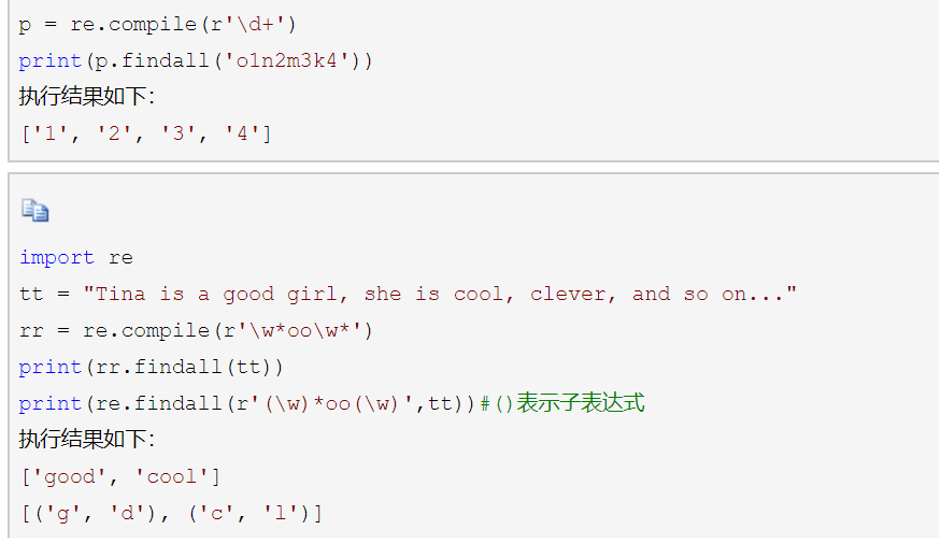 p = re.compile(r'\d+')
print(p.findall('o1n2m3k4'))
执行结果如下：
['1', '2', '3', '4']
import re
tt = "Tina is a good girl, she is cool, clever, and so on..."
rr = re.compile(r'\w*oo\w*')
print(rr.findall(tt))
print(re.findall(r'(\w)*oo(\w)',tt))#()表示子表达式
执行结果如下：
['good', 'cool']
[('g', 'd'), ('c', 'l')]